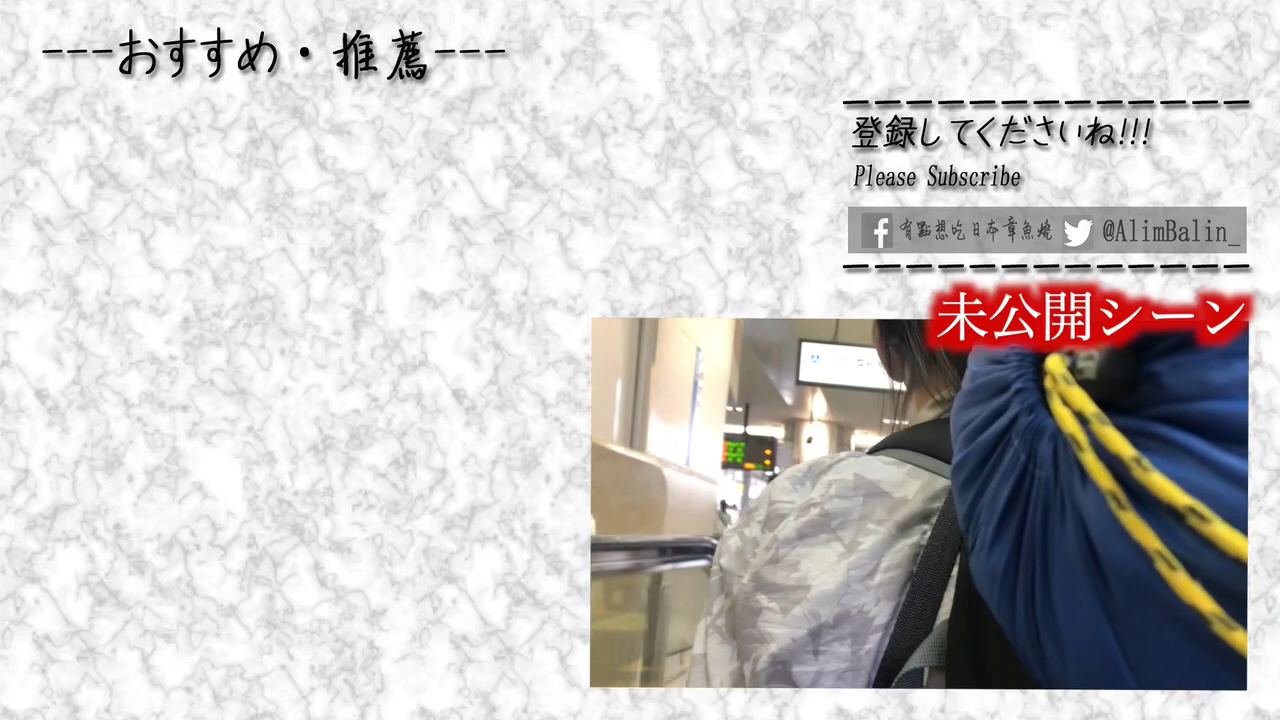 ---おすすめ・推薦---
登録してくださいね!!!
Please Subscribe
有點想吃日本章魚燒 @AlimBalin_
未公開シーン